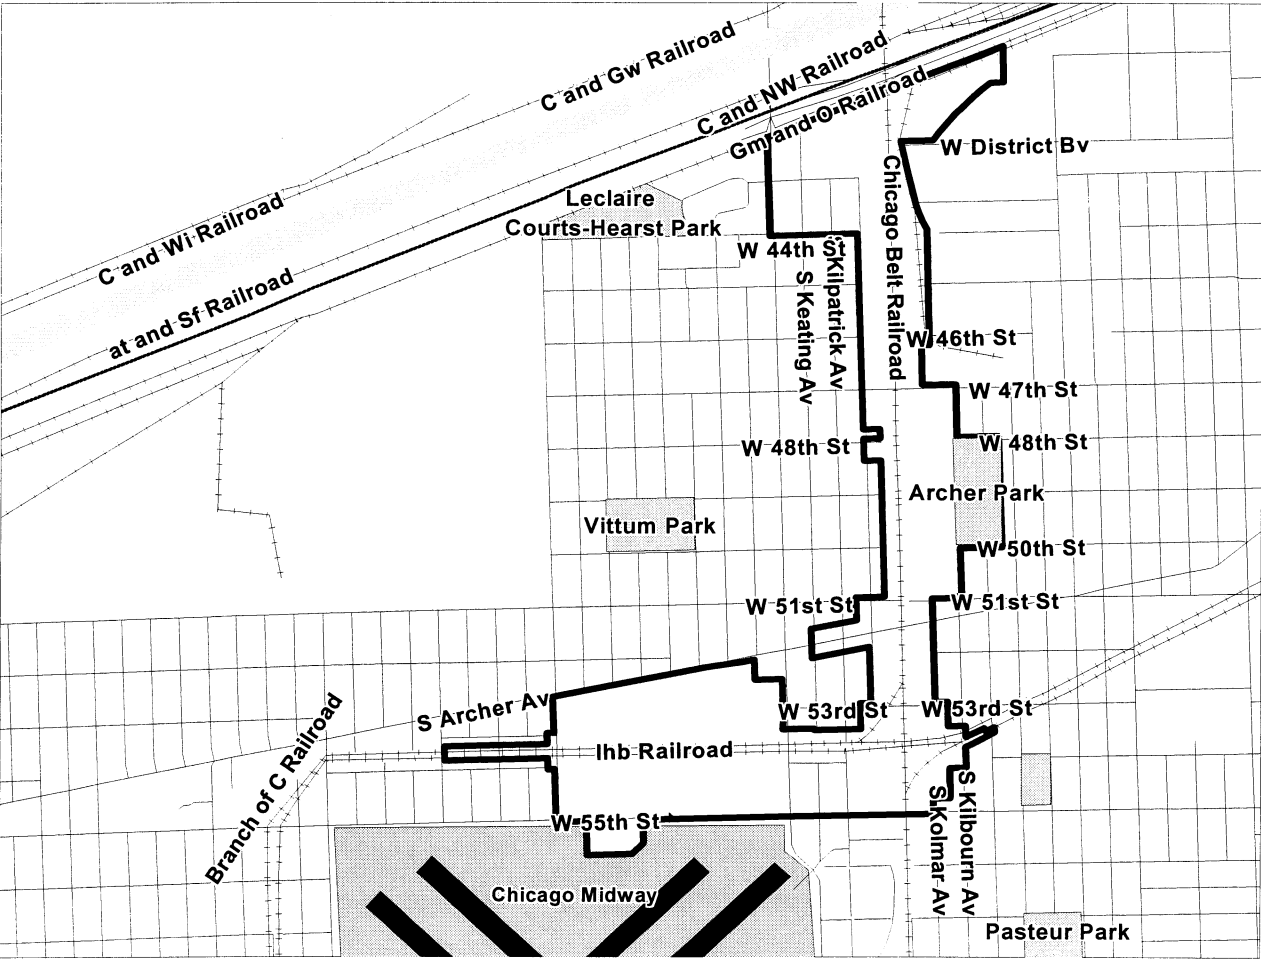 C and Gw Railroad
C and NW Railroad
Gm and O Railroad
W District Bv
C and Wi Railroad
Leclaire
Courts-Hearst Park
Chicago Belt Railroad
W 44th St
S Kilpatrick Av
S Keating Av
at and Sf Railroad
W 46th St
W 47th St
W 48th St
W 48th St
Archer Park
Vittum Park
W 50th St
W 51st St
W 51st St
S Archer Av
W 53rd St
W 53rd St
Ihb Railroad
Branch of C Railroad
S Kilbourn Av
S Kolmar Av
W 55th St
Chicago Midway
Pasteur Park